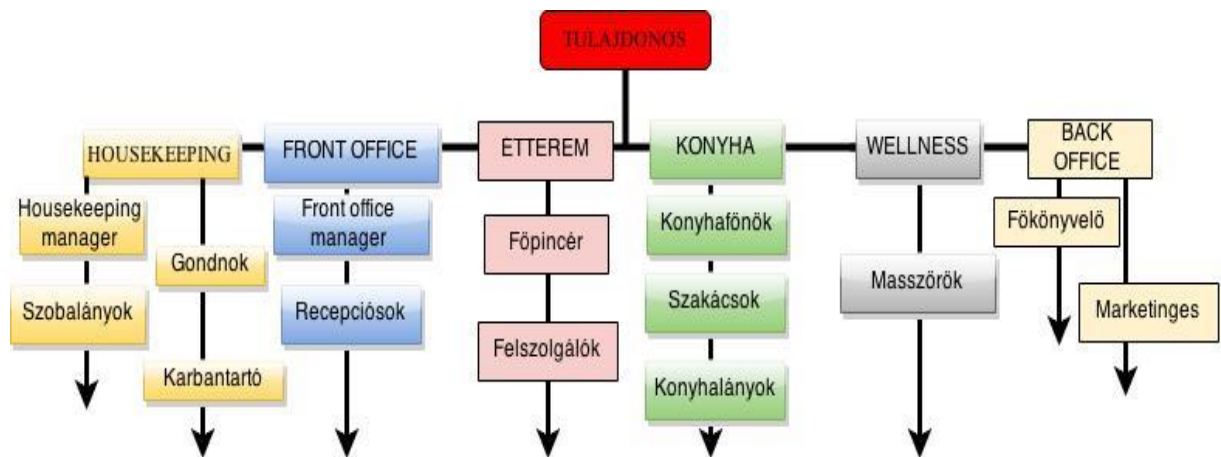 TULAJDONOS
HOUSEKEEPING
FRONT OFFICE
ÉTTEREM
KONYHA
WELLNESS
BACK
OFFICE
Housekeeping
manager
Gondnok
Szobalányok
Karbantartó
Front office
manager
Recepciósok
Főpincér
Felszolgálók
Konyhafőnök
Szakácsok
Konyhalányok
Masszőrök
Főkönyvelő
Marketinges